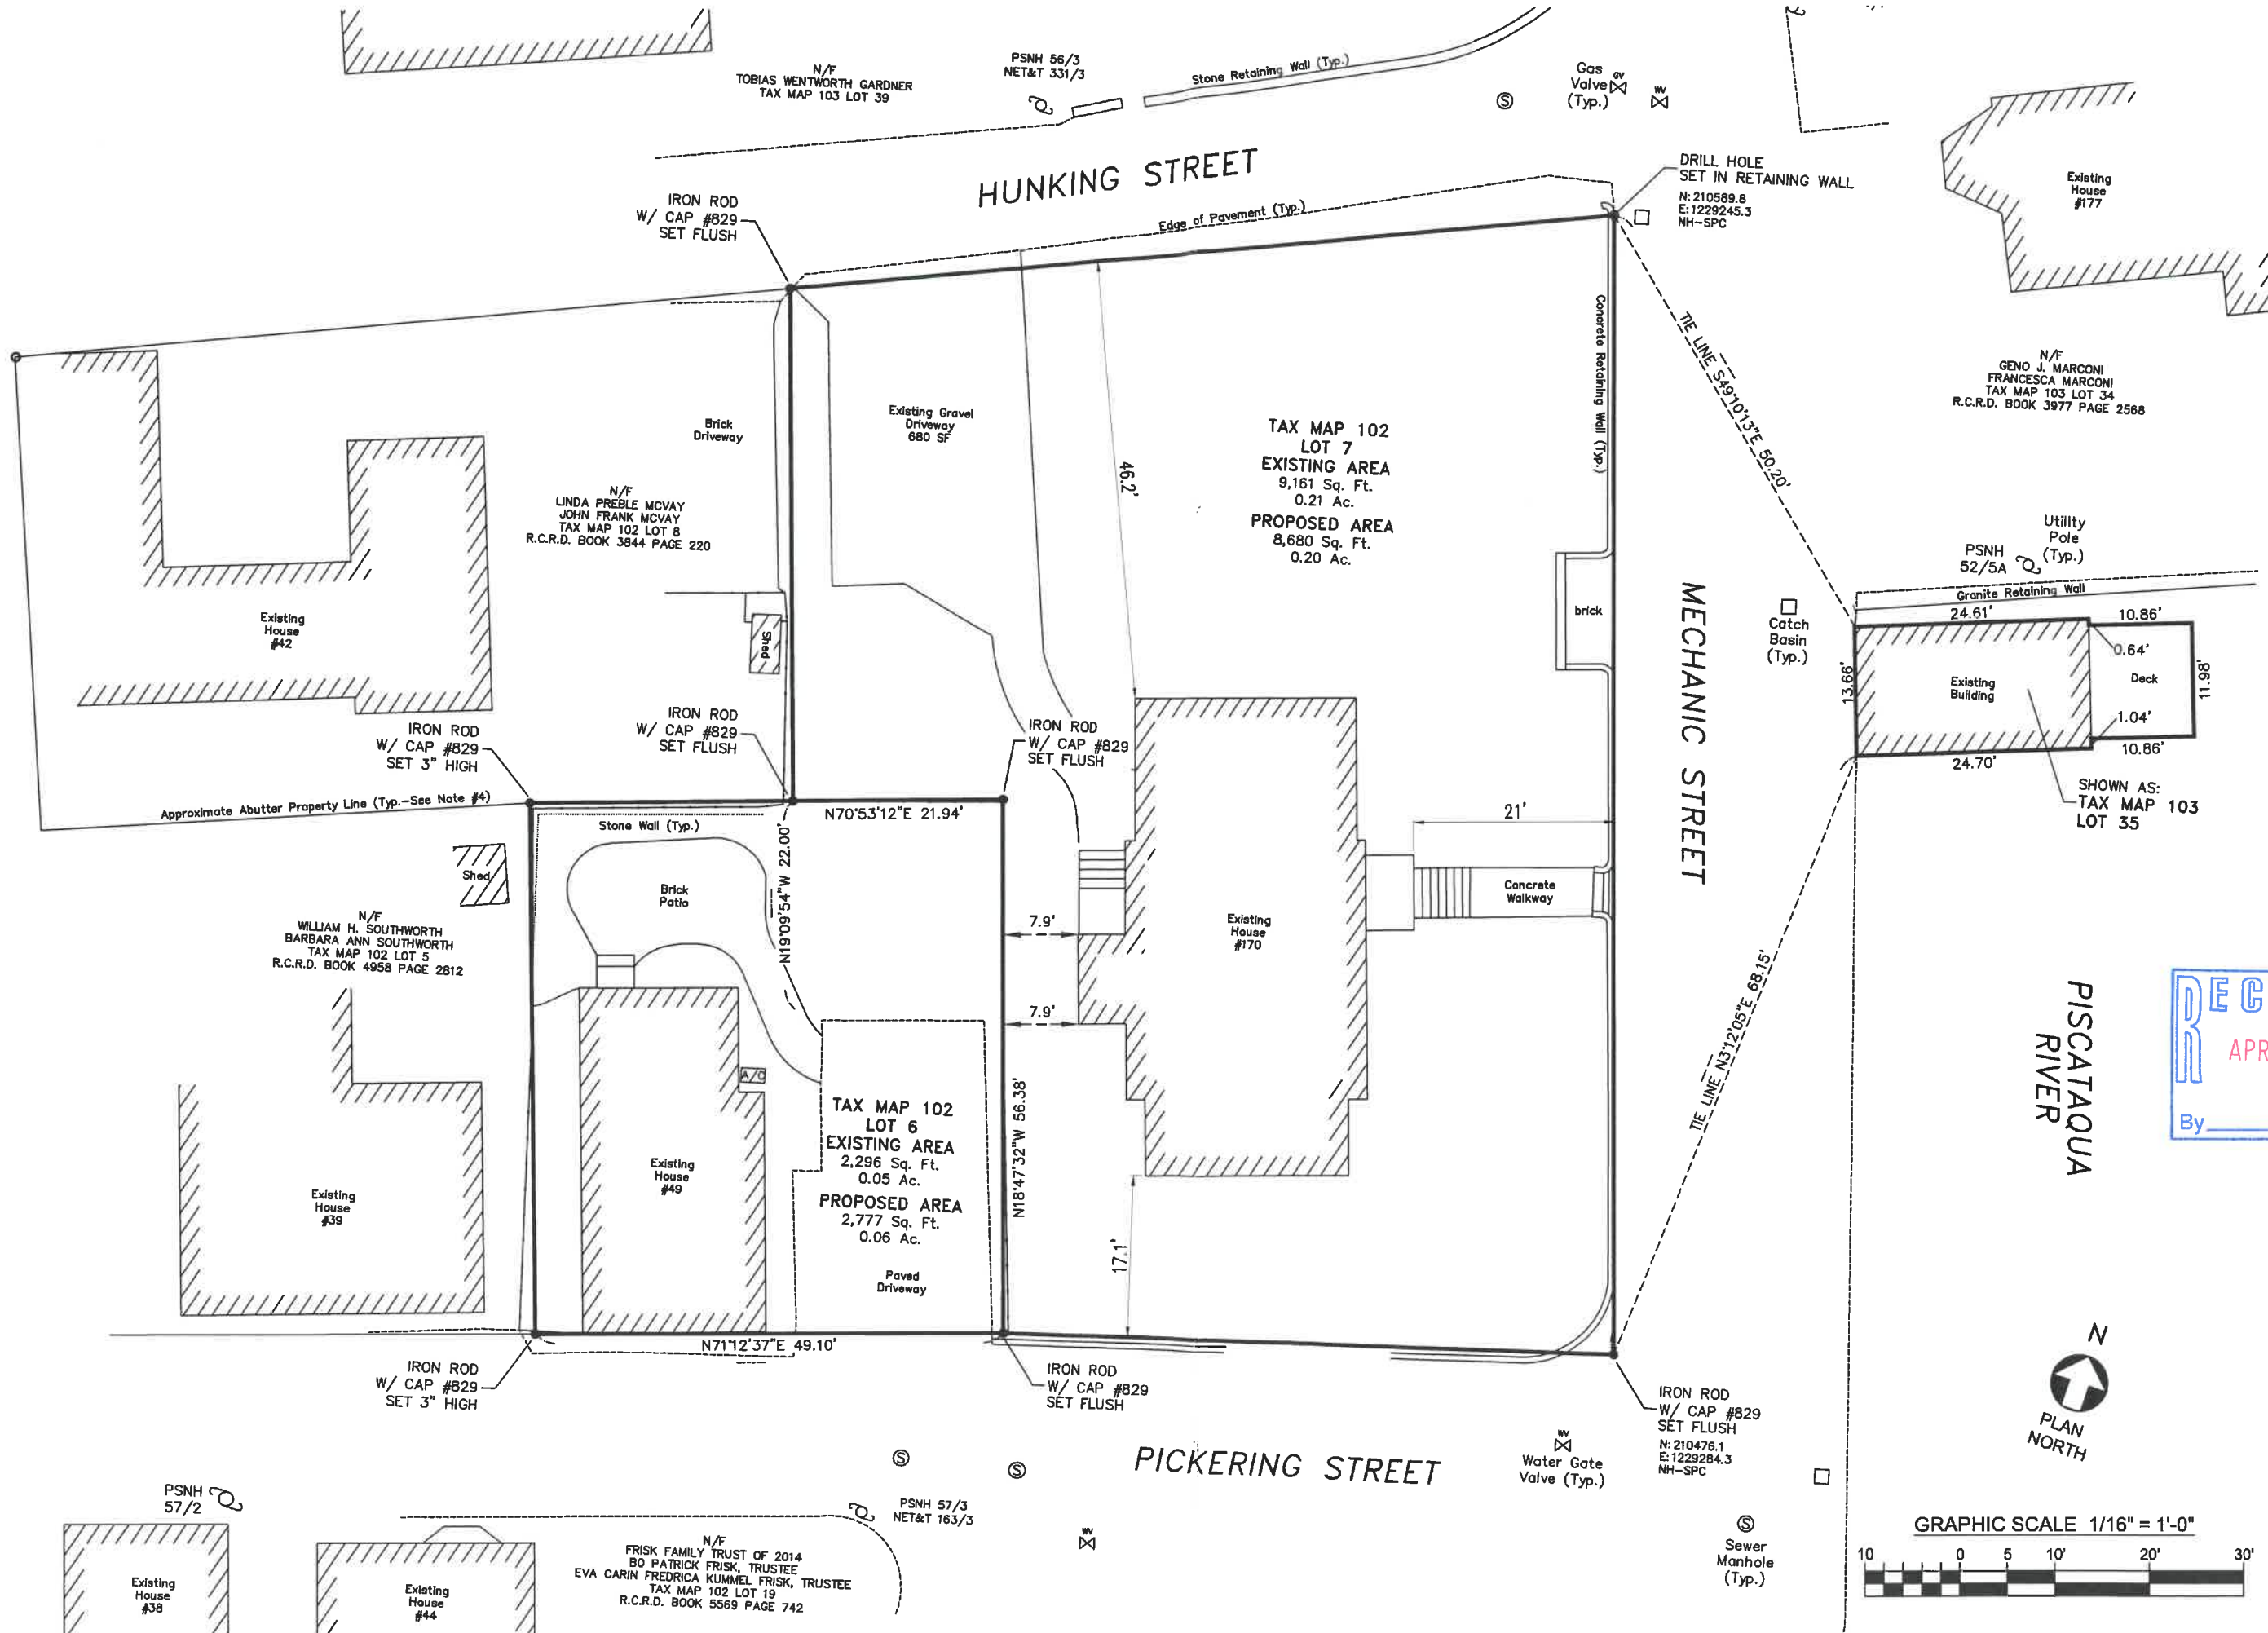 N/F
TOBIAS WENTWORTH GARDNER
TAX MAP 103 LOT 39
PSNH 56/3
NET&T 331/3
Stone Retaining Wall (Typ.)
Gas
Valve
(Typ.)
GV
WV
HUNKING STREET
Edge of Pavement (Typ.)
DRILL HOLE
SET IN RETAINING WALL
N: 210589.8
E: 1229245.3
NH-SPC
Existing
House
#177
IRON ROD
W/ CAP #829
SET FLUSH
N/F
GENO J. MARCONI
FRANCESCA MARCONI
TAX MAP 103 LOT 34
R.C.R.D. BOOK 3977 PAGE 2568
Brick
Driveway
Existing Gravel
Driveway
680 SF
46.2'
TAX MAP 102
LOT 7
EXISTING AREA
9,161 Sq. Ft.
0.21 Ac.
PROPOSED AREA
8,680 Sq. Ft.
0.20 Ac.
Concrete Retaining Wall (Typ.)
TIE LINE S49°10'13"E 50.20'
N/F
LINDA PREBLE MCVAY
JOHN FRANK MCVAY
TAX MAP 102 LOT 8
R.C.R.D. BOOK 3844 PAGE 220
Existing
House
#42
Shed
brick
MECHANIC STREET
Catch
Basin
(Typ.)
Utility
Pole
(Typ.)
PSNH
52/5A
Granite Retaining Wall
24.61'
10.86'
0.64'
13.66'
Existing
Building
Deck
11.98'
1.04'
10.86'
24.70'
SHOWN AS:
TAX MAP 103
LOT 35
IRON ROD
W/ CAP #829
SET 3" HIGH
IRON ROD
W/ CAP #829
SET FLUSH
IRON ROD
W/ CAP #829
SET FLUSH
Approximate Abutter Property Line (Typ.-See Note #4)
N70°53'12"E 21.94'
Stone Wall (Typ.)
N19°09'54"W 22.00'
21'
Shed
Brick
Patio
Concrete
Walkway
N/F
WILLIAM H. SOUTHWORTH
BARBARA ANN SOUTHWORTH
TAX MAP 102 LOT 5
R.C.R.D. BOOK 4958 PAGE 2812
7.9'
7.9'
Existing
House
#170
TIE LINE N3°12'05"E 68.15'
PISCATAQUA
RIVER
REC
APR
By
A/C
TAX MAP 102
LOT 6
EXISTING AREA
2,296 Sq. Ft.
0.05 Ac.
PROPOSED AREA
2,777 Sq. Ft.
0.06 Ac.
Paved
Driveway
N18°47'32"W 56.38'
17.1'
Existing
House
#49
Existing
House
#39
N71°12'37"E 49.10'
IRON ROD
W/ CAP #829
SET 3" HIGH
IRON ROD
W/ CAP #829
SET FLUSH
IRON ROD
W/ CAP #829
SET FLUSH
N: 210476.1
E: 1229284.3
NH-SPC
N
PLAN
NORTH
S
S
S
PICKERING STREET
WV
Water Gate
Valve (Typ.)
PSNH
57/2
PSNH 57/3
NET&T 163/3
WV
S
Sewer
Manhole
(Typ.)
N/F
FRISK FAMILY TRUST OF 2014
BO PATRICK FRISK, TRUSTEE
EVA CARIN FREDRICA KUMMEL FRISK, TRUSTEE
TAX MAP 102 LOT 19
R.C.R.D. BOOK 5569 PAGE 742
Existing
House
#38
Existing
House
#44
GRAPHIC SCALE 1/16" = 1'-0"
10 0 5 10' 20' 30'